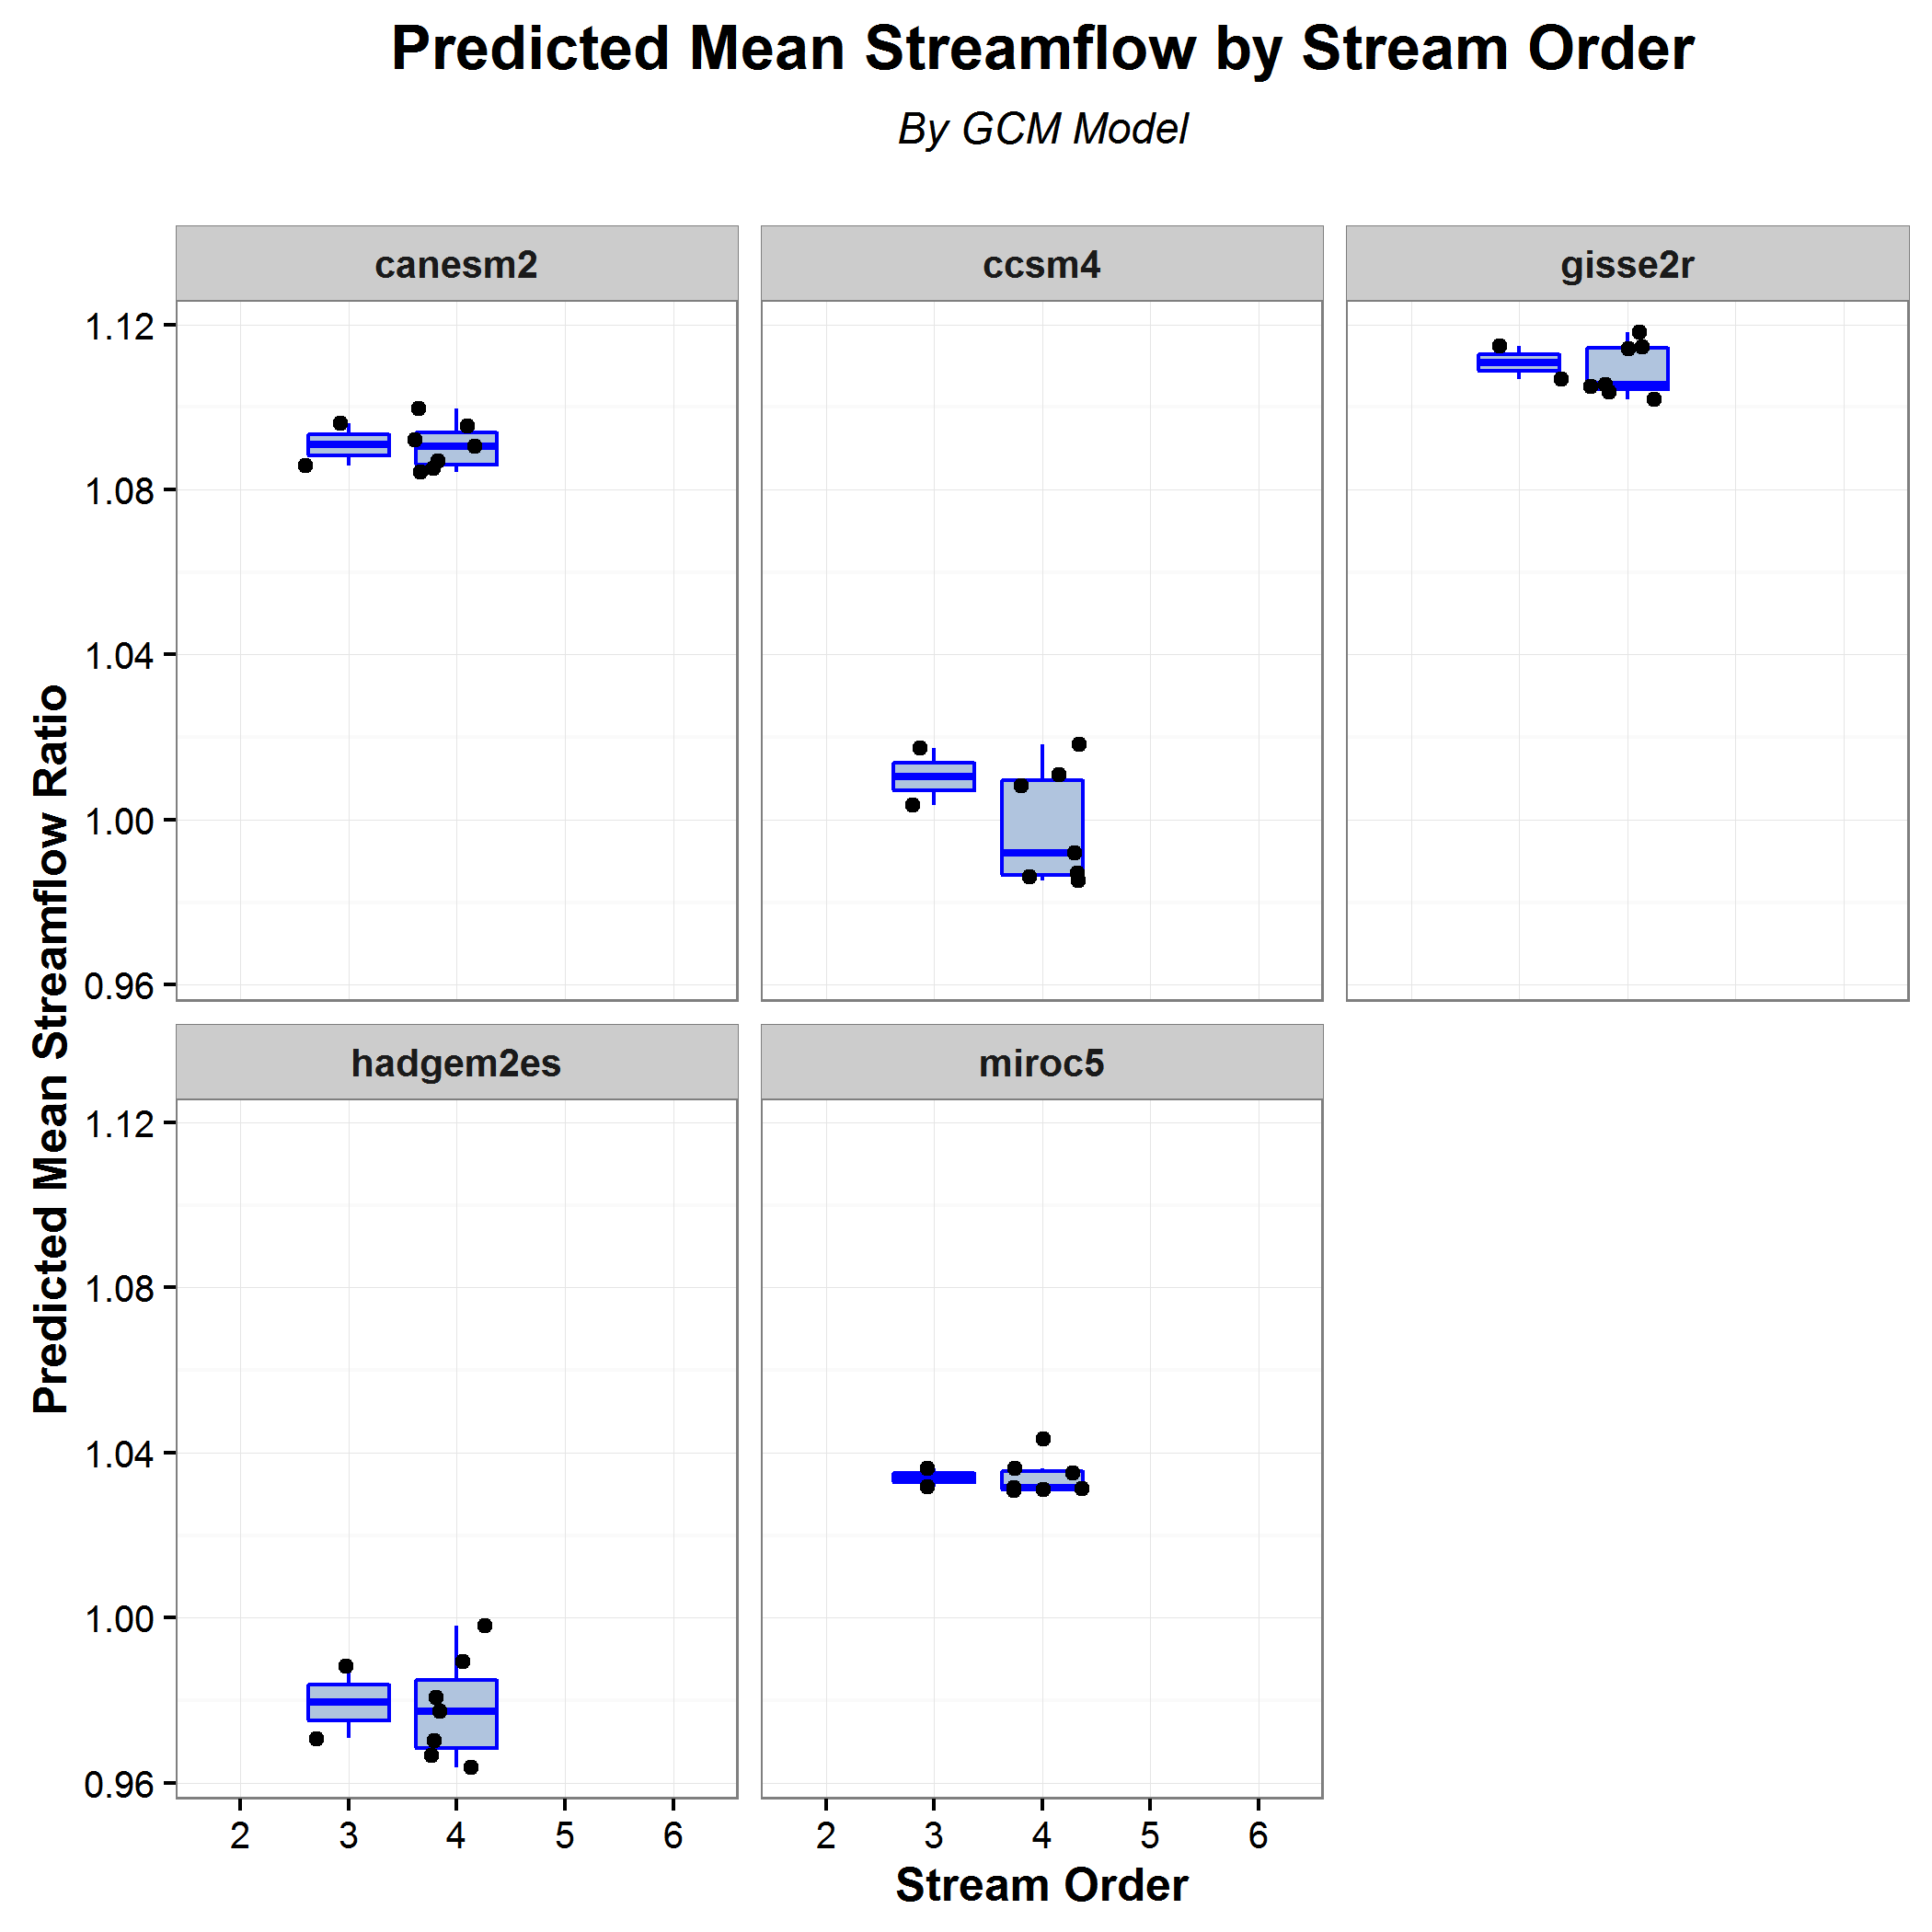 Predicted Mean Streamflow by Stream Order
By GCM Model
canesm2
ccsm4
gisse2r
1.12
1.08
1.04
1.00
0.96
Predicted Mean Streamflow Ratio
hadgem2es
miroc5
1.12
1.08
1.04
1.00
0.96
2 3 4 5 6
2 3 4 5 6
Stream Order